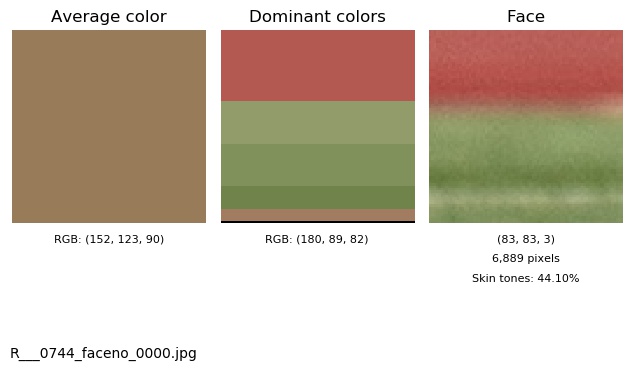 Average color
Dominant colors
Face
RGB: (152, 123, 90)
RGB: (180, 89, 82)
(83, 83, 3)
6,889 pixels
Skin tones: 44.10%
R___0744_faceno_0000.jpg